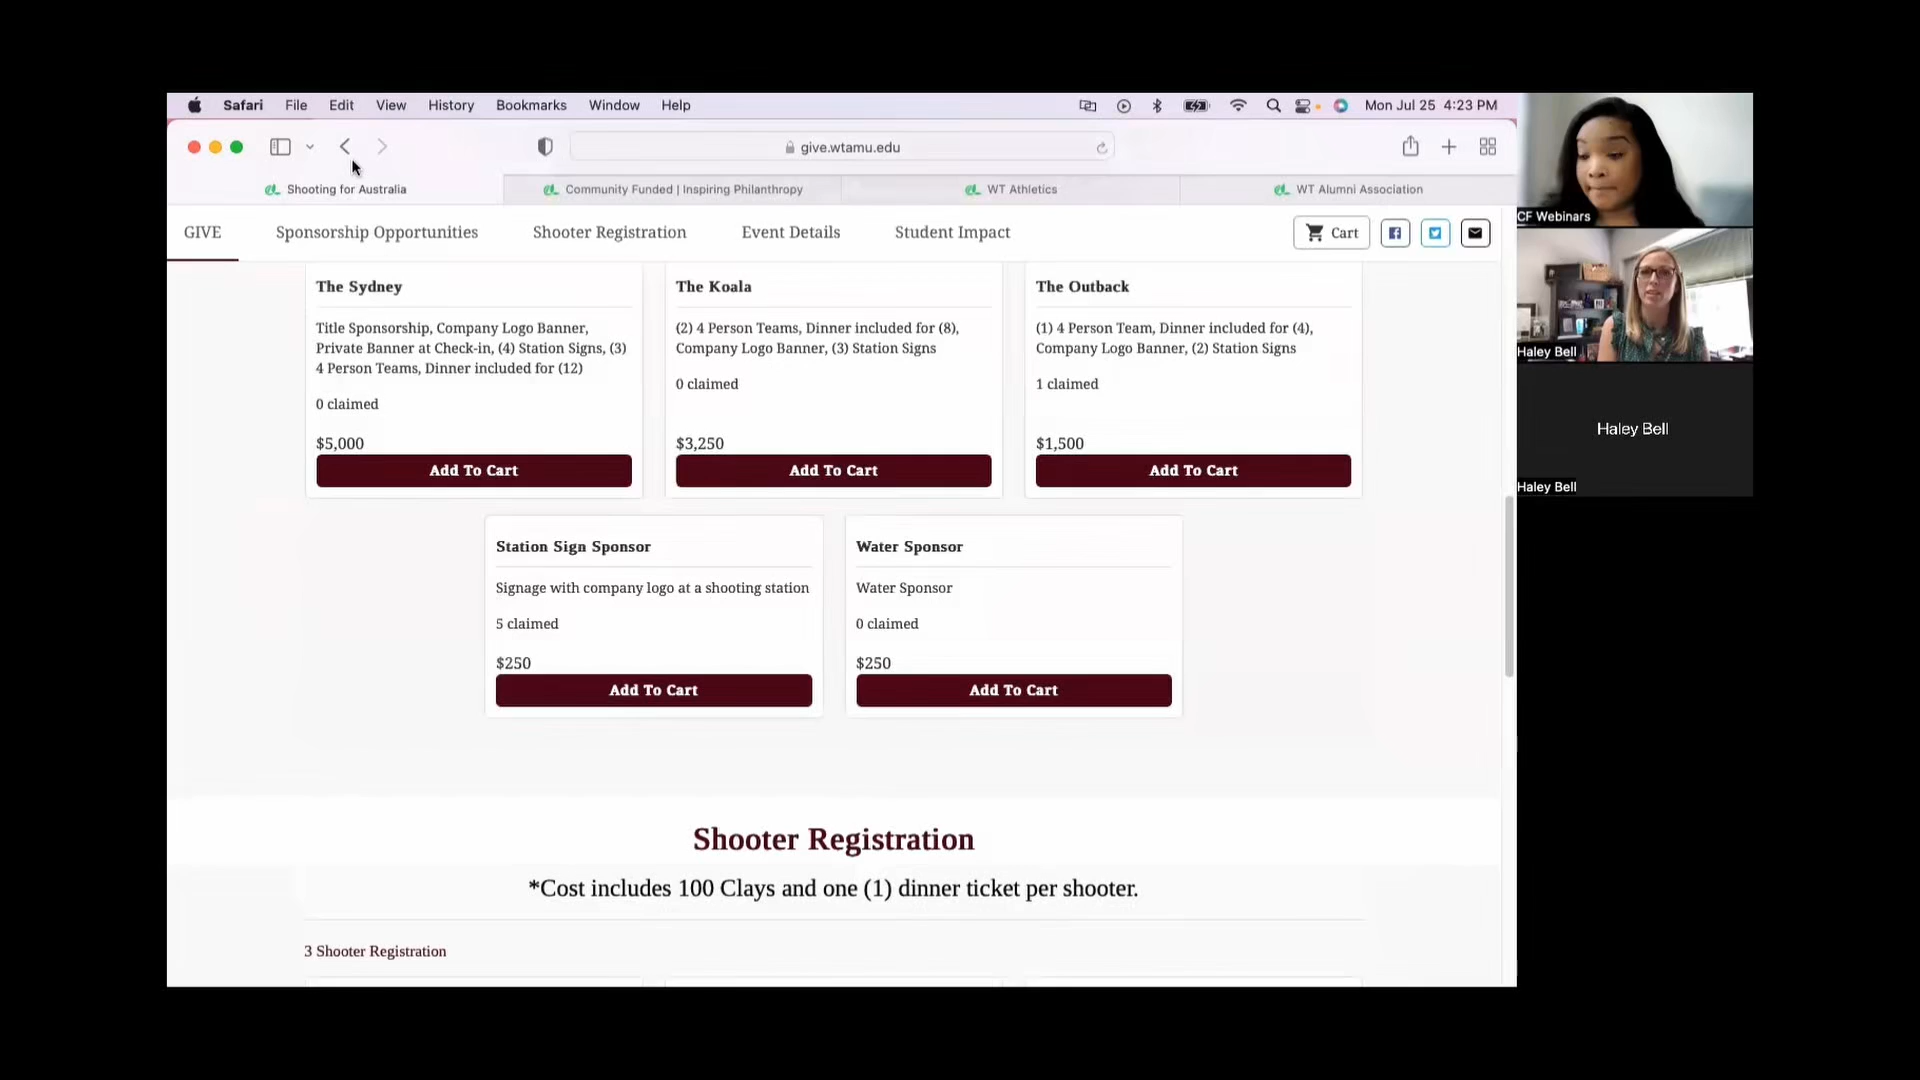 Safari File Edit View History Bookmarks Window Help Mon Jul 25 4:23 PM
give.wtamu.edu
Shooting for Australia Community Funded | Inspiring Philanthropy WT Athletics WT Alumni Association
GIVE Sponsorship Opportunities Shooter Registration Event Details Student Impact Cart
The Sydney
Title Sponsorship, Company Logo Banner,
Private Banner at Check-in, (4) Station Signs, (3)
4 Person Teams, Dinner included for (12)
0 claimed
$5,000
Add To Cart
The Koala
(2) 4 Person Teams, Dinner included for (8),
Company Logo Banner, (3) Station Signs
0 claimed
$3,250
Add To Cart
The Outback
(1) 4 Person Team, Dinner included for (4),
Company Logo Banner, (2) Station Signs
1 claimed
$1,500
Add To Cart
Station Sign Sponsor
Signage with company logo at a shooting station
5 claimed
$250
Add To Cart
Water Sponsor
Water Sponsor
0 claimed
$250
Add To Cart
Shooter Registration
*Cost includes 100 Clays and one (1) dinner ticket per shooter.
3 Shooter Registration
CF Webinars
Haley Bell
Haley Bell
Haley Bell